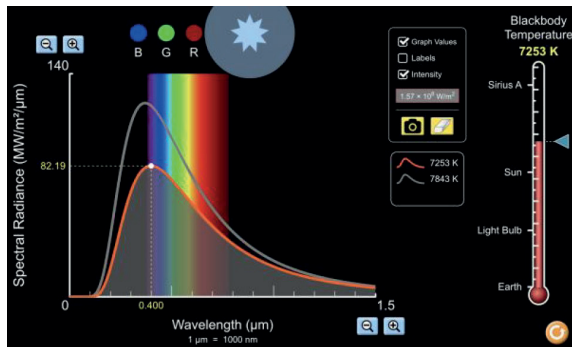 B G R
140
Spectral Radiance (MW/m²/μm)
82.19
0
0.400
1.5
Wavelength (μm)
1 μm = 1000 nm
Graph Values
Labels
Intensity
1.57 × 10⁸ W/m²
7253 K
7843 K
Blackbody
Temperature
7253 K
Sirius A
Sun
Light Bulb
Earth